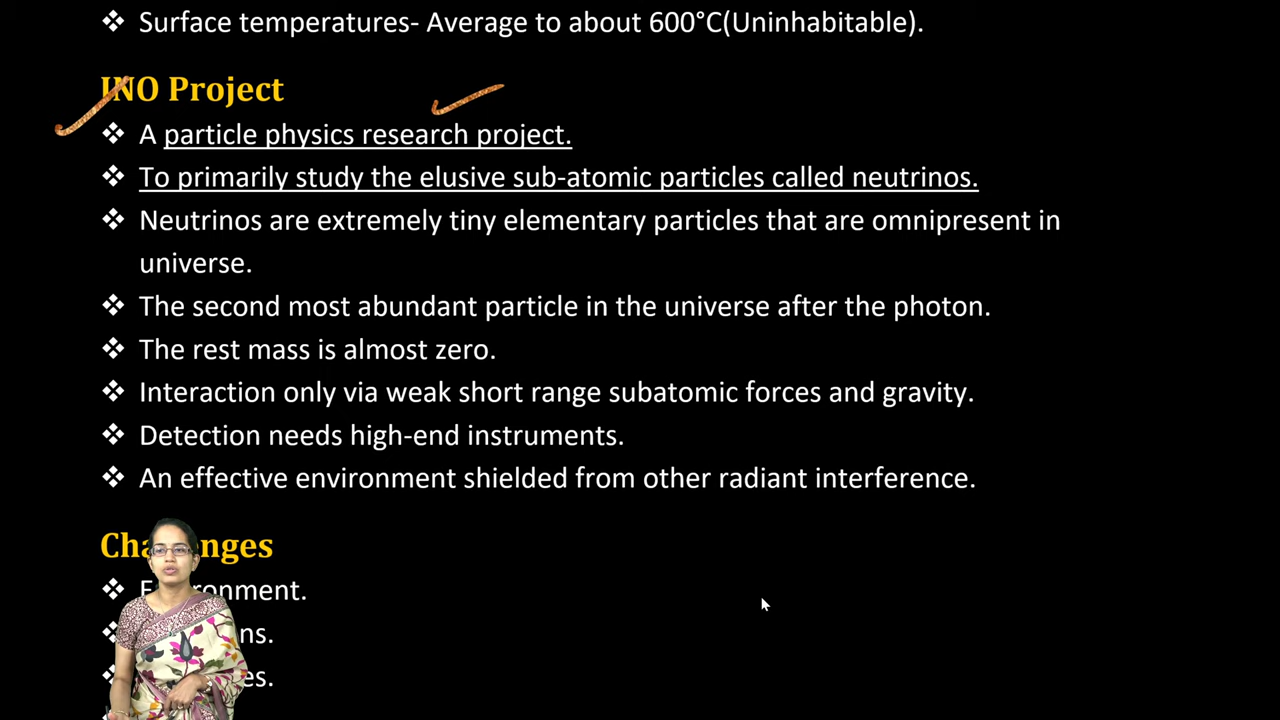 ❖ Surface temperatures- Average to about 600°C(Uninhabitable).
INO Project
❖ A particle physics research project.
❖ To primarily study the elusive sub-atomic particles called neutrinos.
❖ Neutrinos are extremely tiny elementary particles that are omnipresent in
universe.
❖ The second most abundant particle in the universe after the photon.
❖ The rest mass is almost zero.
❖ Interaction only via weak short range subatomic forces and gravity.
❖ Detection needs high-end instruments.
❖ An effective environment shielded from other radiant interference.
Challenges
❖ Environment.